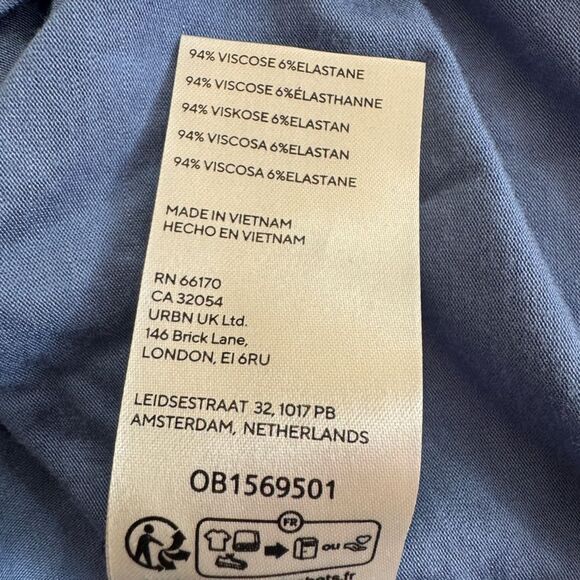 94% VISCOSE 6%ELASTANE
94% VISCOSE 6%ÉLASTHANNE
94% VISKOSE 6%ELASTAN
94% VISCOSA 6%ELASTAN
94% VISCOSA 6%ELASTANE
MADE IN VIETNAM
HECHO EN VIETNAM
RN 66170
CA 32054
URBN UK Ltd.
146 Brick Lane,
LONDON, E1 6RU
LEIDSESTRAAT 32, 1017 PB
AMSTERDAM, NETHERLANDS
OB1569501
FR
OU